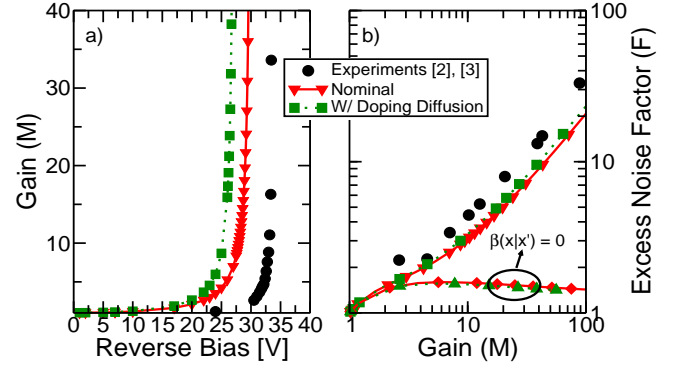 a)
b)
40
30
20
10
Gain (M)
0 5 10 15 20 25 30 35 40
Reverse Bias [V]
Experiments [2], [3]
Nominal
W/ Doping Diffusion
β(x|x') = 0
1 10 100
Gain (M)
100
10
1
Excess Noise Factor (F)